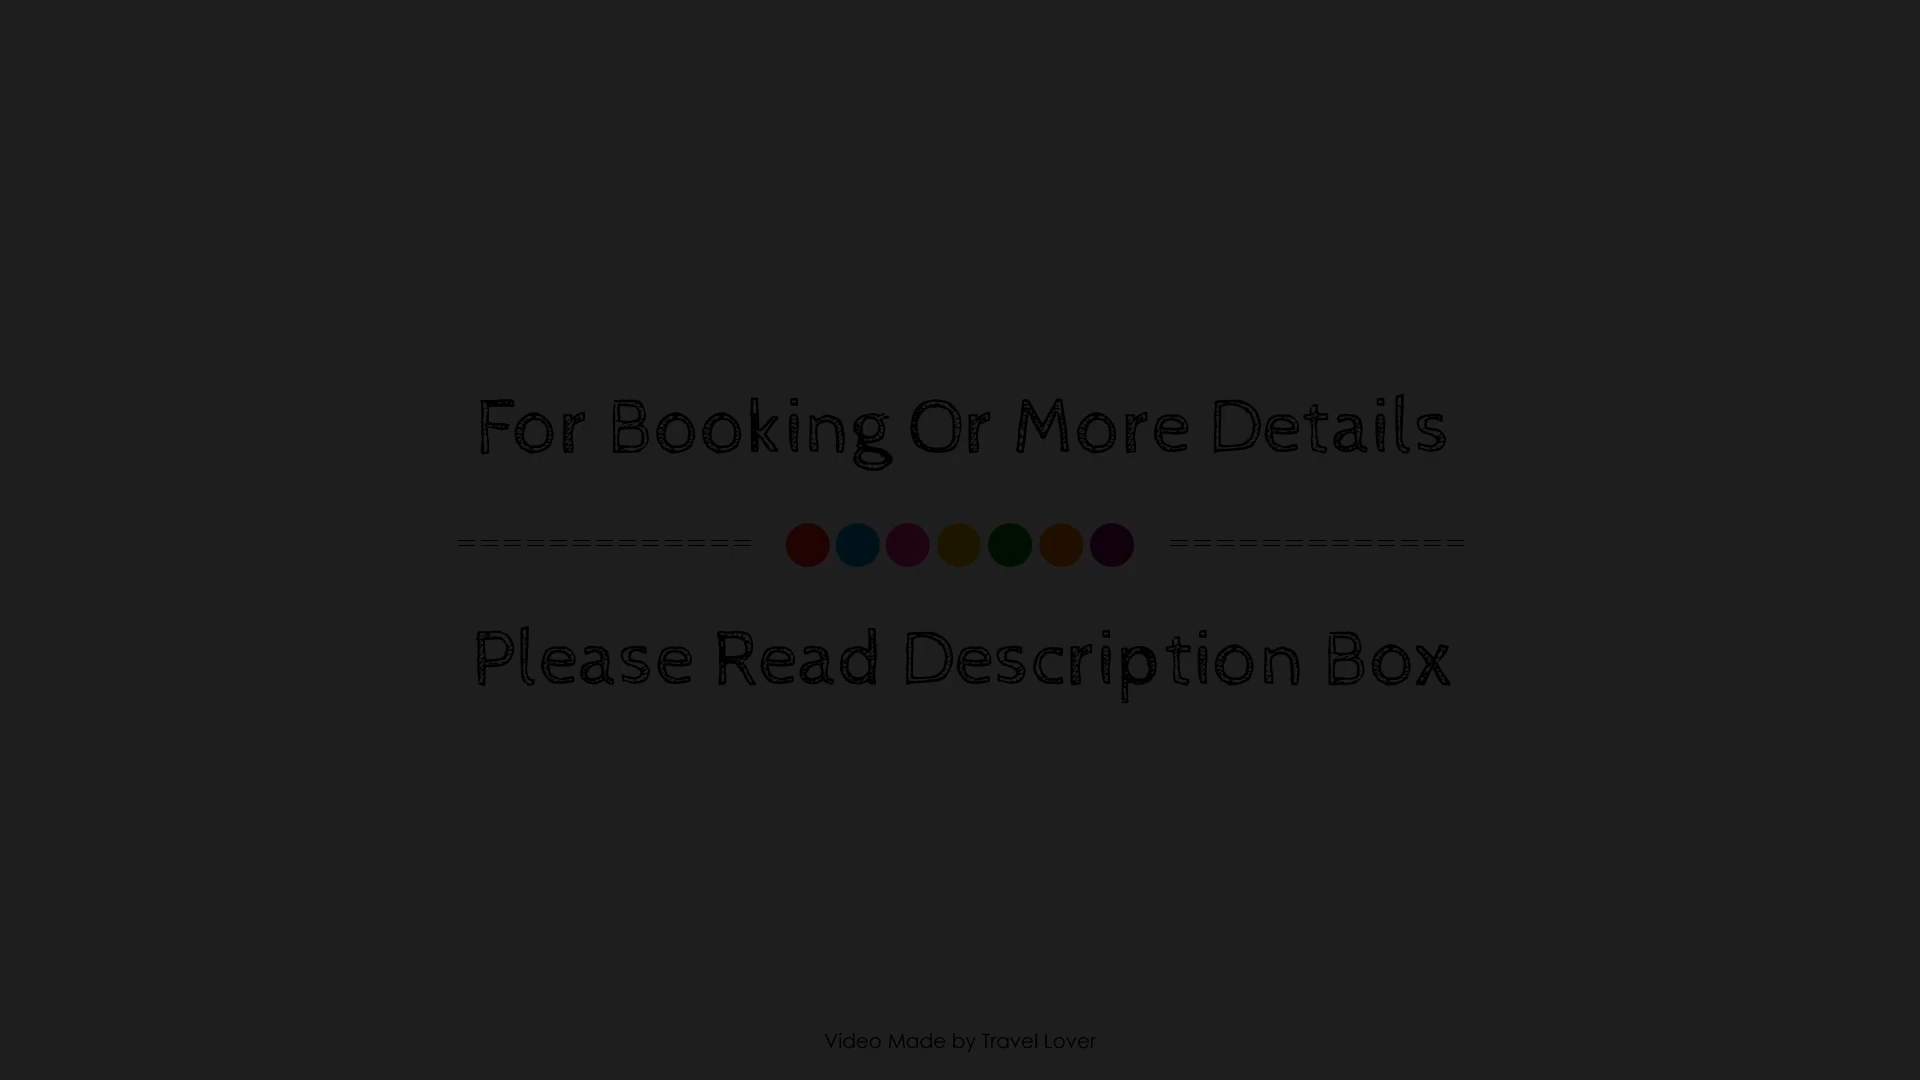 For Booking Or More Details
============= =============
Please Read Description Box
Video Made by Travel Lover